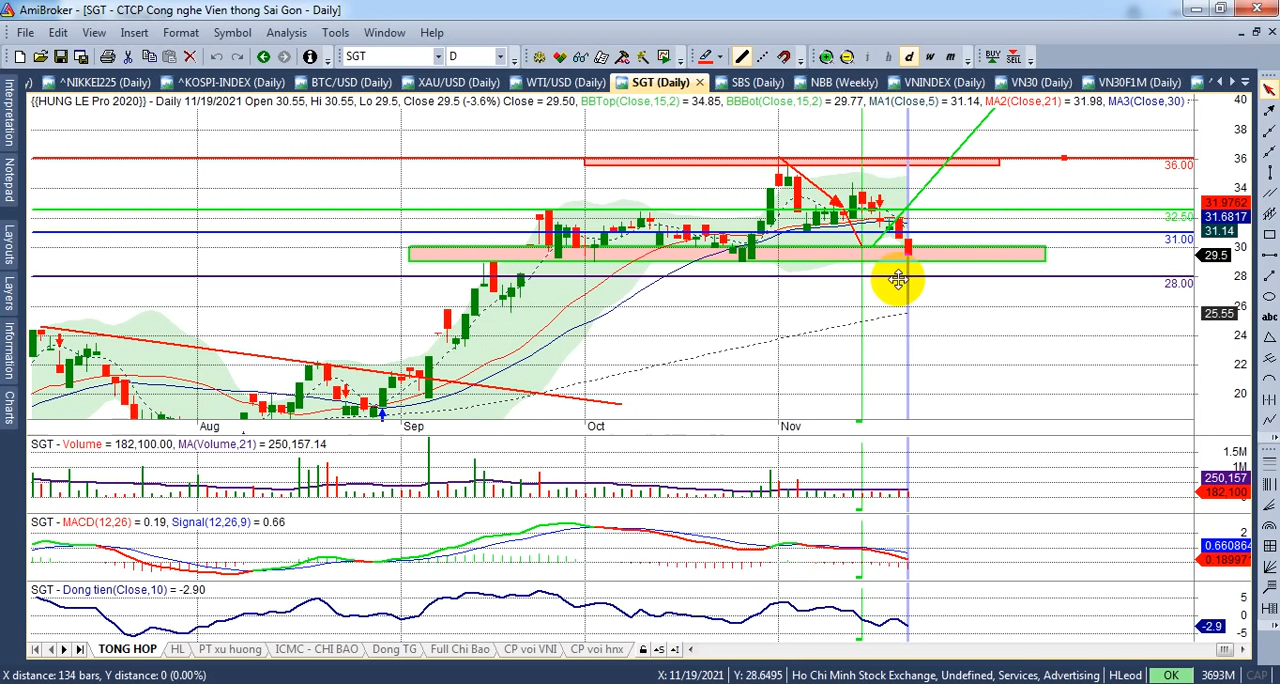 AmiBroker - [SGT - CTCP Cong nghe Vien thong Sai Gon - Daily]
File Edit View Insert Format Symbol Analysis Tools Window Help
SGT D i h d w m BUY SELL
^NIKKEI225 (Daily) ^KOSPI-INDEX (Daily) BTC/USD (Daily) XAU/USD (Daily) WTI/USD (Daily) SGT (Daily) SBS (Daily) NBB (Weekly) VNINDEX (Daily) VN30 (Daily) VN30F1M (Daily)
{{HUNG LE Pro 2020}} - Daily 11/19/2021 Open 30.55, Hi 30.55, Lo 29.5, Close 29.5 (-3.6%) Close = 29.50, BBTop(Close,15,2) = 34.85, BBBot(Close,15,2) = 29.77, MA1(Close,5) = 31.14, MA2(Close,21) = 31.98, MA3(Close,30)
Interpretation
Notepad
Layouts
Layers
Information
Charts
40
38
36
36.00
34
31.9762
32.50
31.6817
31.14
31.00
30
29.5
28
28.00
26
25.55
24
22
20
Aug Sep Oct Nov
SGT - Volume = 182,100.00, MA(Volume,21) = 250,157.14
1.5M
1M
250,157
182,100
SGT - MACD(12,26) = 0.19, Signal(12,26,9) = 0.66
2
0.660864
0.18997
SGT - Dong tien(Close,10) = -2.90
5
0
-2.9
-5
abc
TONG HOP HL PT xu huong ICMC - CHI BAO Dong TG Full Chi Bao CP voi VNI CP voi hnx
X distance: 134 bars, Y distance: 0 (0.00%) X: 11/19/2021 Y: 28.6495 Ho Chi Minh Stock Exchange, Undefined, Services, Advertising HLeod OK 3693M CAP